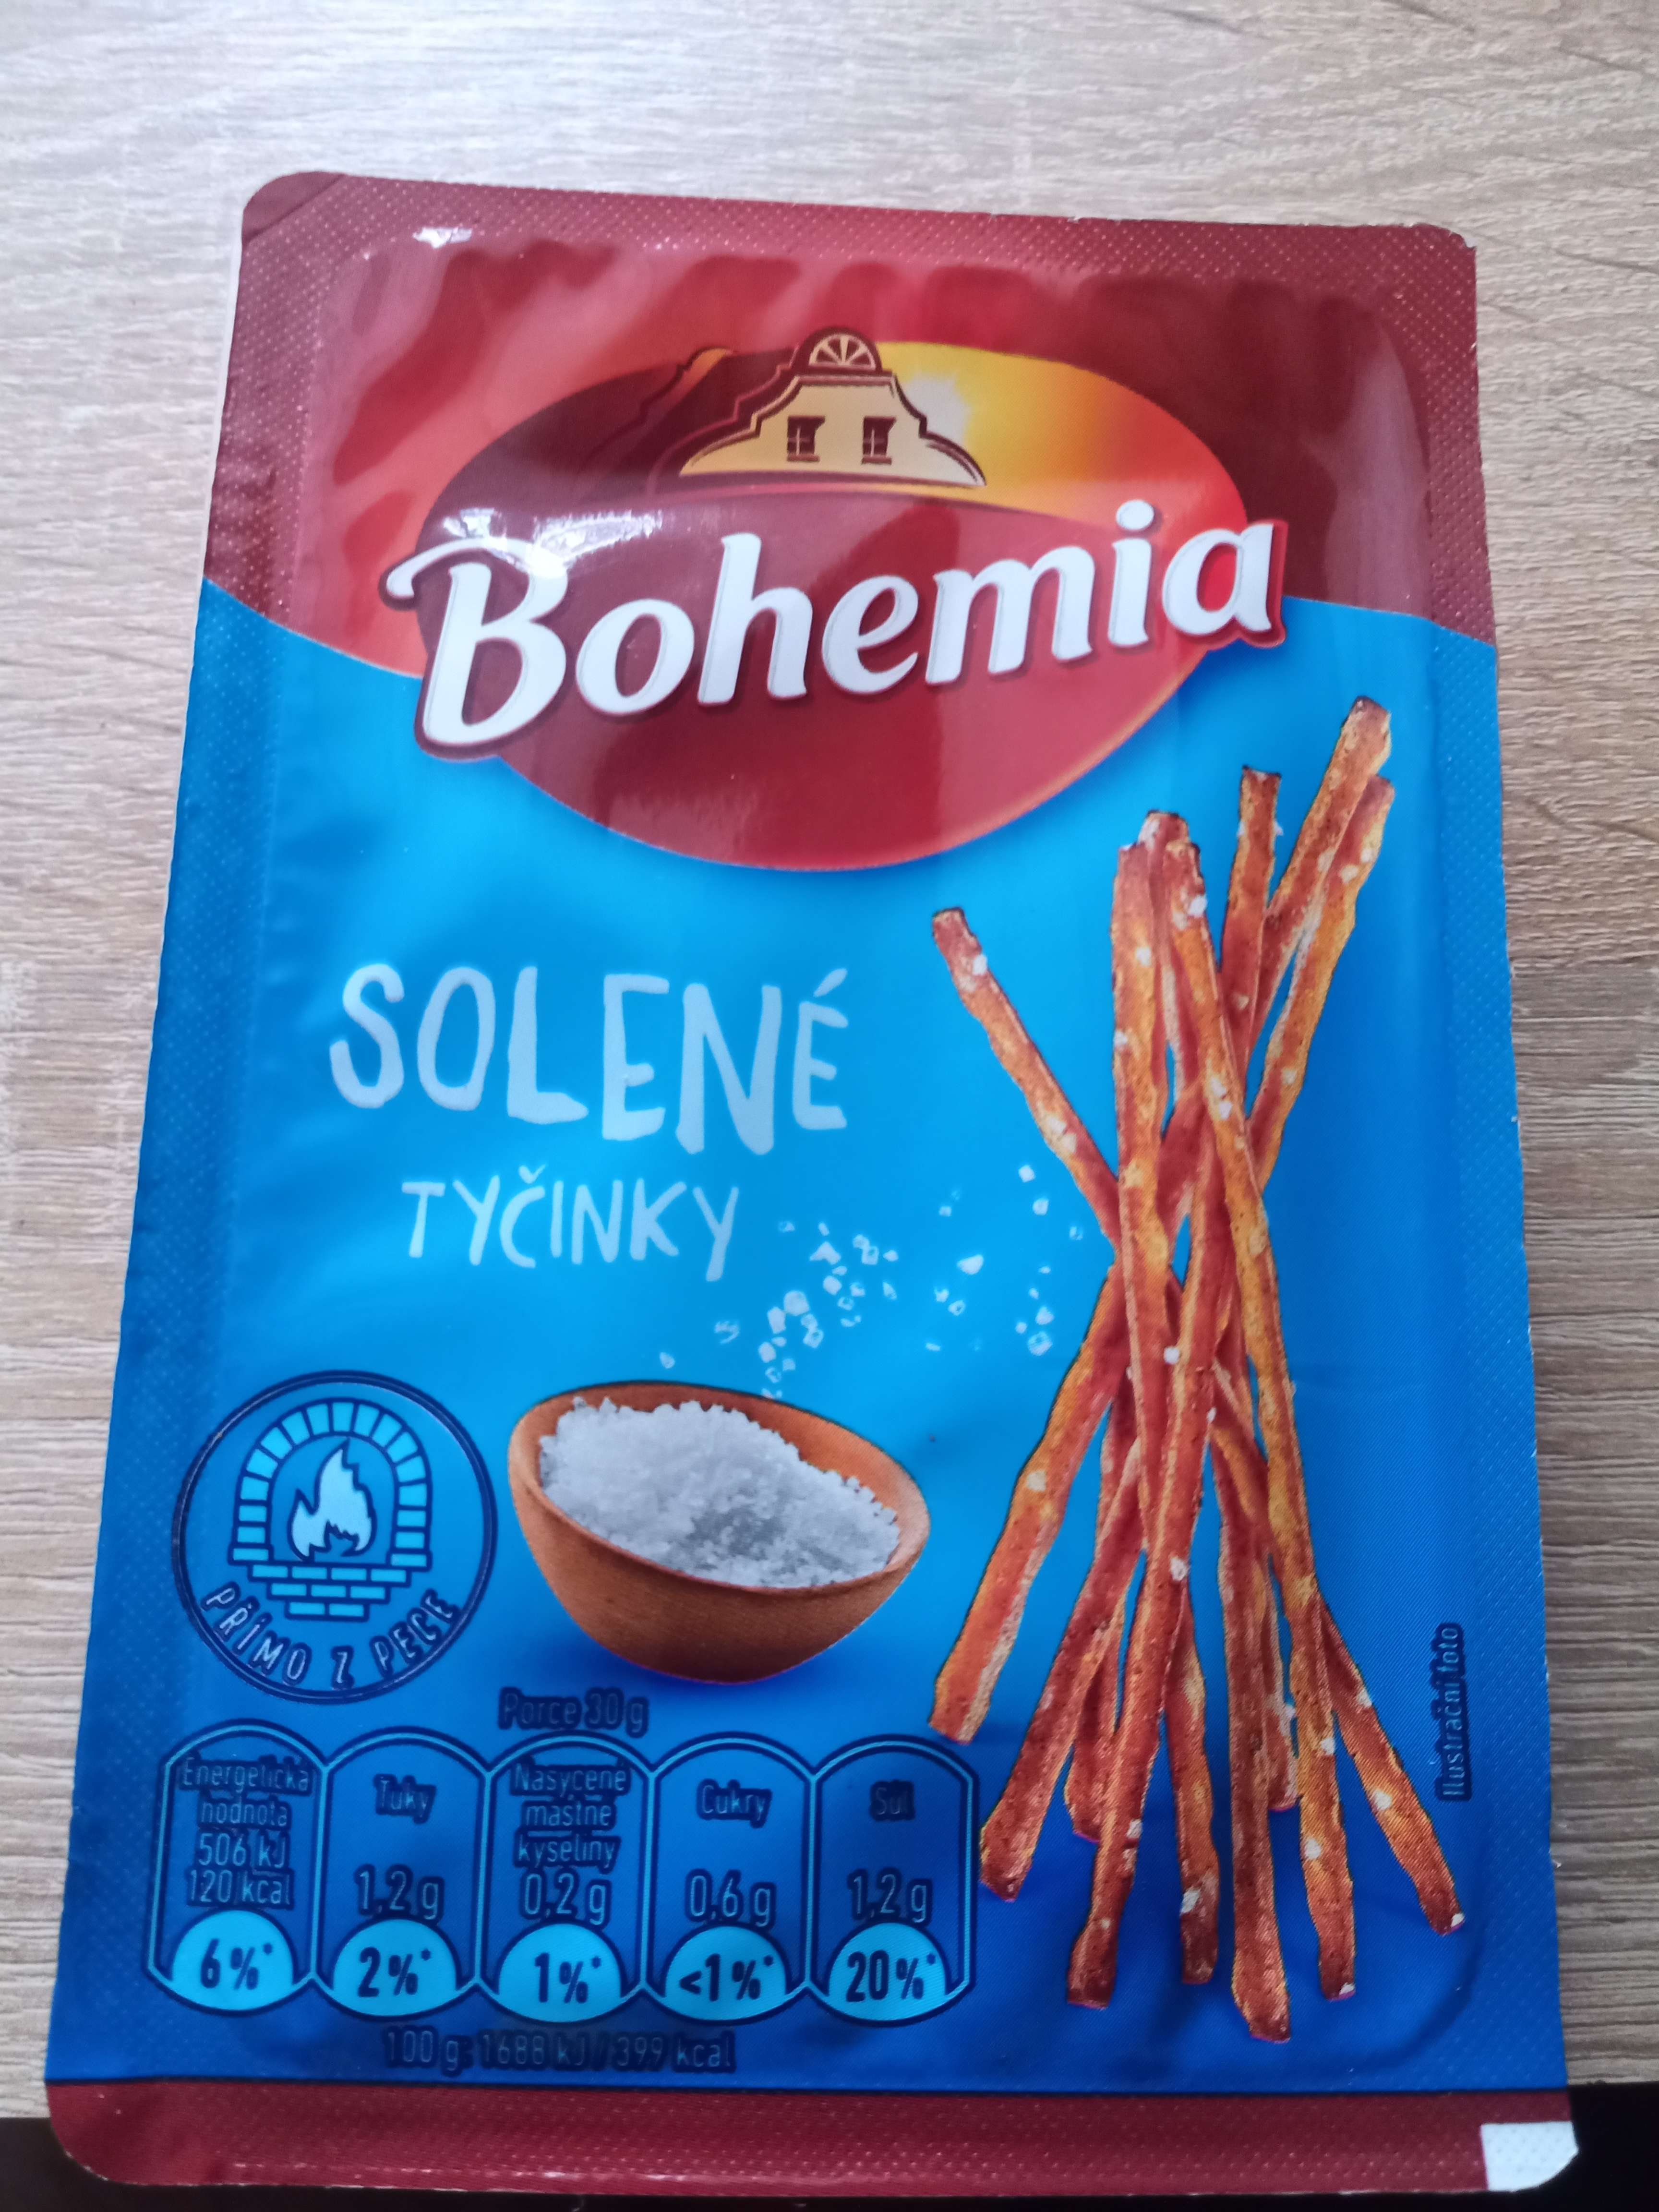 Bohemia
SOLENÉ
TYČINKY
PŘÍMO Z PECE
Porce 30 g
Energetická
hodnota
506 kJ
120 kcal
6%*
Tuky
1,2 g
2%*
Nasycené
mastné
kyseliny
0,2 g
1%*
Cukry
0,6 g
<1%*
Sůl
1,2 g
20%*
100 g: 1688 kJ / 399 kcal
Ilustrační foto